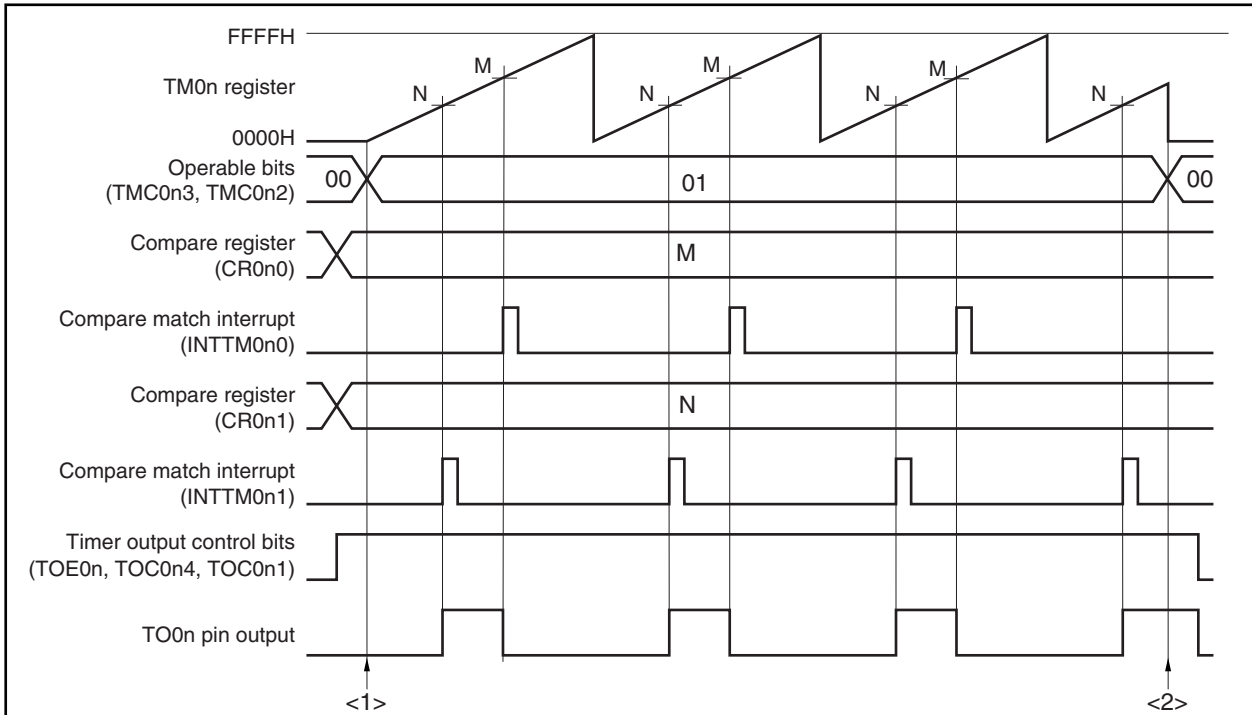 FFFFH
TM0n register
0000H
N M N M N M N
Operable bits
(TMC0n3, TMC0n2)
00 01 00
Compare register
(CR0n0)
M
Compare match interrupt
(INTTM0n0)
Compare register
(CR0n1)
N
Compare match interrupt
(INTTM0n1)
Timer output control bits
(TOE0n, TOC0n4, TOC0n1)
TO0n pin output
<1> <2>